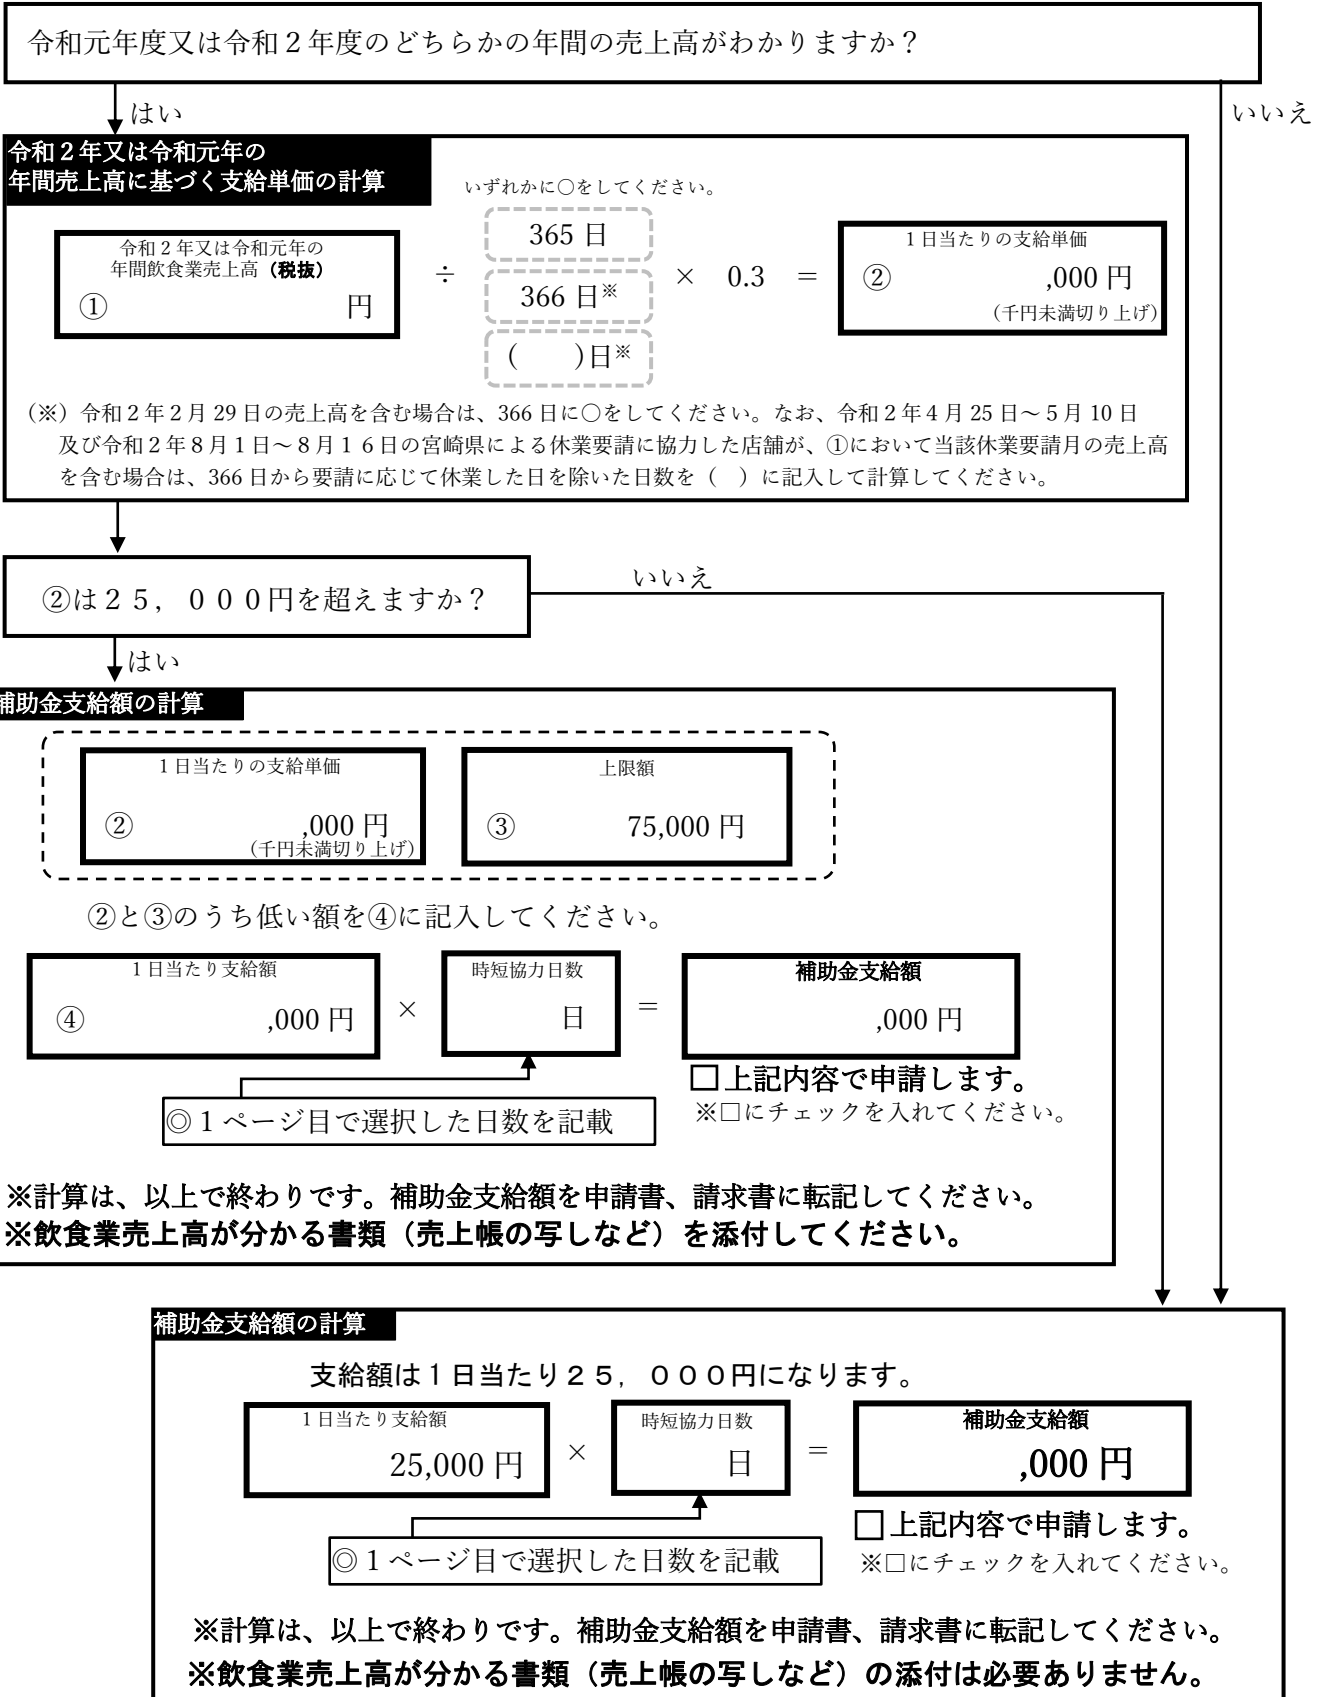 令和元年度又は令和２年度のどちらかの年間の売上高がわかりますか？
はい
いいえ
令和２年又は令和元年の
年間売上高に基づく支給単価の計算
いずれかに○をしてください。
令和２年又は令和元年の
年間飲食業売上高（税抜）
① 円
÷
365 日
366 日※
(　　)日※
× 0.3 ＝
１日当たりの支給単価
② ,000 円
（千円未満切り上げ）
（※）令和２年２月 29 日の売上高を含む場合は、366 日に○をしてください。なお、令和２年４月 25 日～５月 10 日
及び令和２年８月１日～８月１６日の宮崎県による休業要請に協力した店舗が、①において当該休業要請月の売上高
を含む場合は、366 日から要請に応じて休業した日を除いた日数を（　）に記入して計算してください。
②は２５，０００円を超えますか？
いいえ
はい
補助金支給額の計算
１日当たりの支給単価
② ,000 円
（千円未満切り上げ）
上限額
③ 75,000 円
②と③のうち低い額を④に記入してください。
１日当たり支給額
④ ,000 円
×
時短協力日数
日
＝
補助金支給額
,000 円
□上記内容で申請します。
※□にチェックを入れてください。
◎１ページ目で選択した日数を記載
※計算は、以上で終わりです。補助金支給額を申請書、請求書に転記してください。
※飲食業売上高が分かる書類（売上帳の写しなど）を添付してください。
補助金支給額の計算
支給額は１日当たり２５，０００円になります。
１日当たり支給額
25,000 円
×
時短協力日数
日
＝
補助金支給額
,000 円
□上記内容で申請します。
※□にチェックを入れてください。
◎１ページ目で選択した日数を記載
※計算は、以上で終わりです。補助金支給額を申請書、請求書に転記してください。
※飲食業売上高が分かる書類（売上帳の写しなど）の添付は必要ありません。